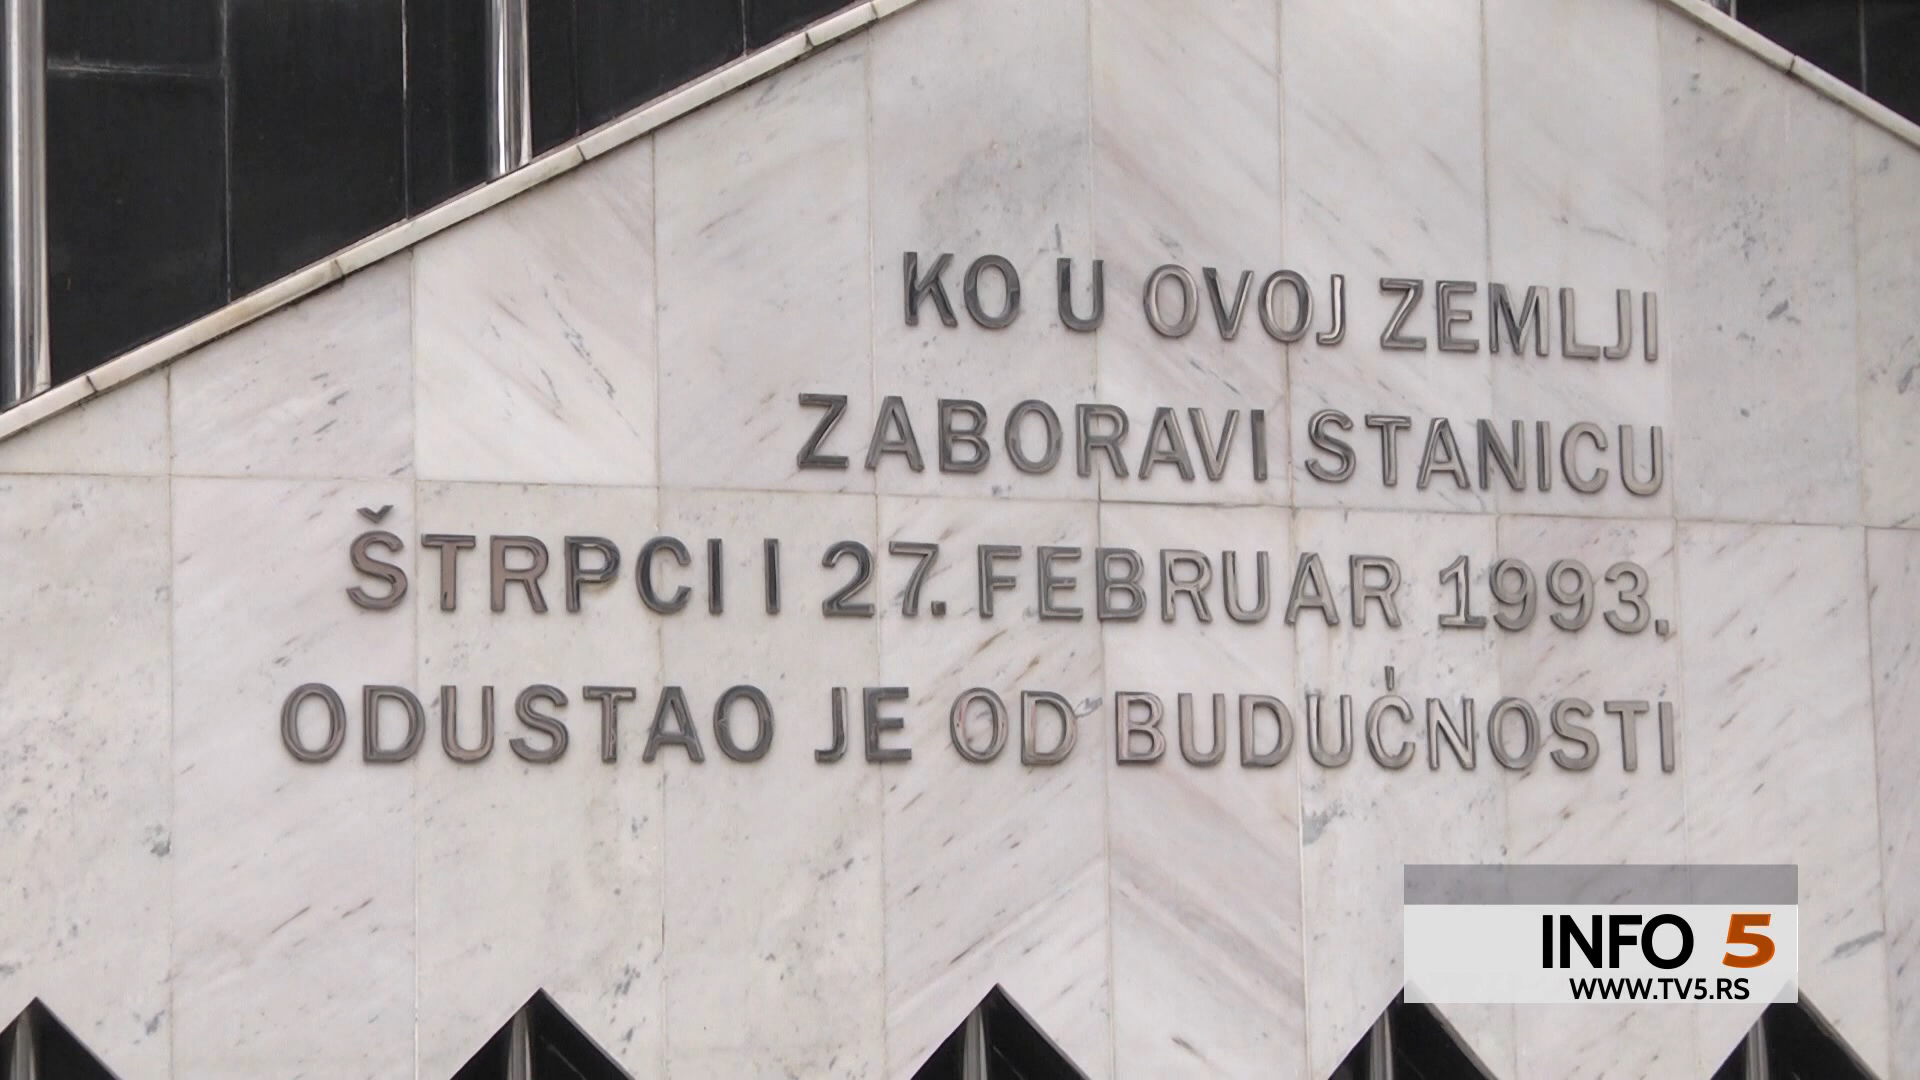 KO U OVOJ ZEMLJI
ZABORAVI STANICU
ŠTRPCI I 27. FEBRUAR 1993.
ODUSTAO JE OD BUDUĆNOSTI
INFO 5
WWW.TV5.RS